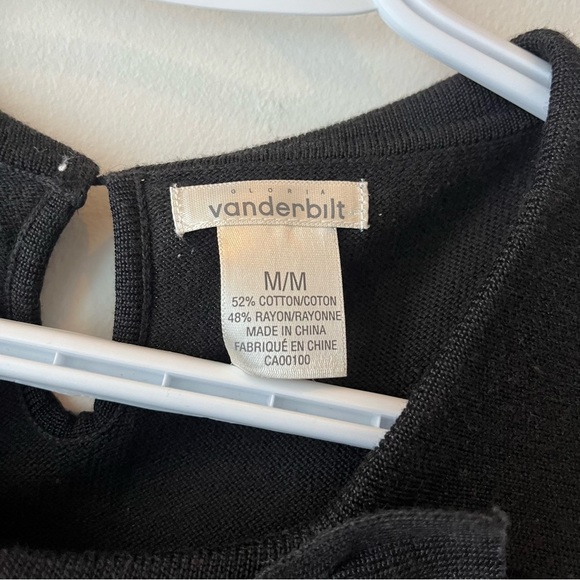 GLORIA
vanderbilt
M/M
52% COTTON/COTON
48% RAYON/RAYONNE
MADE IN CHINA
FABRIQUÉ EN CHINE
CA00100